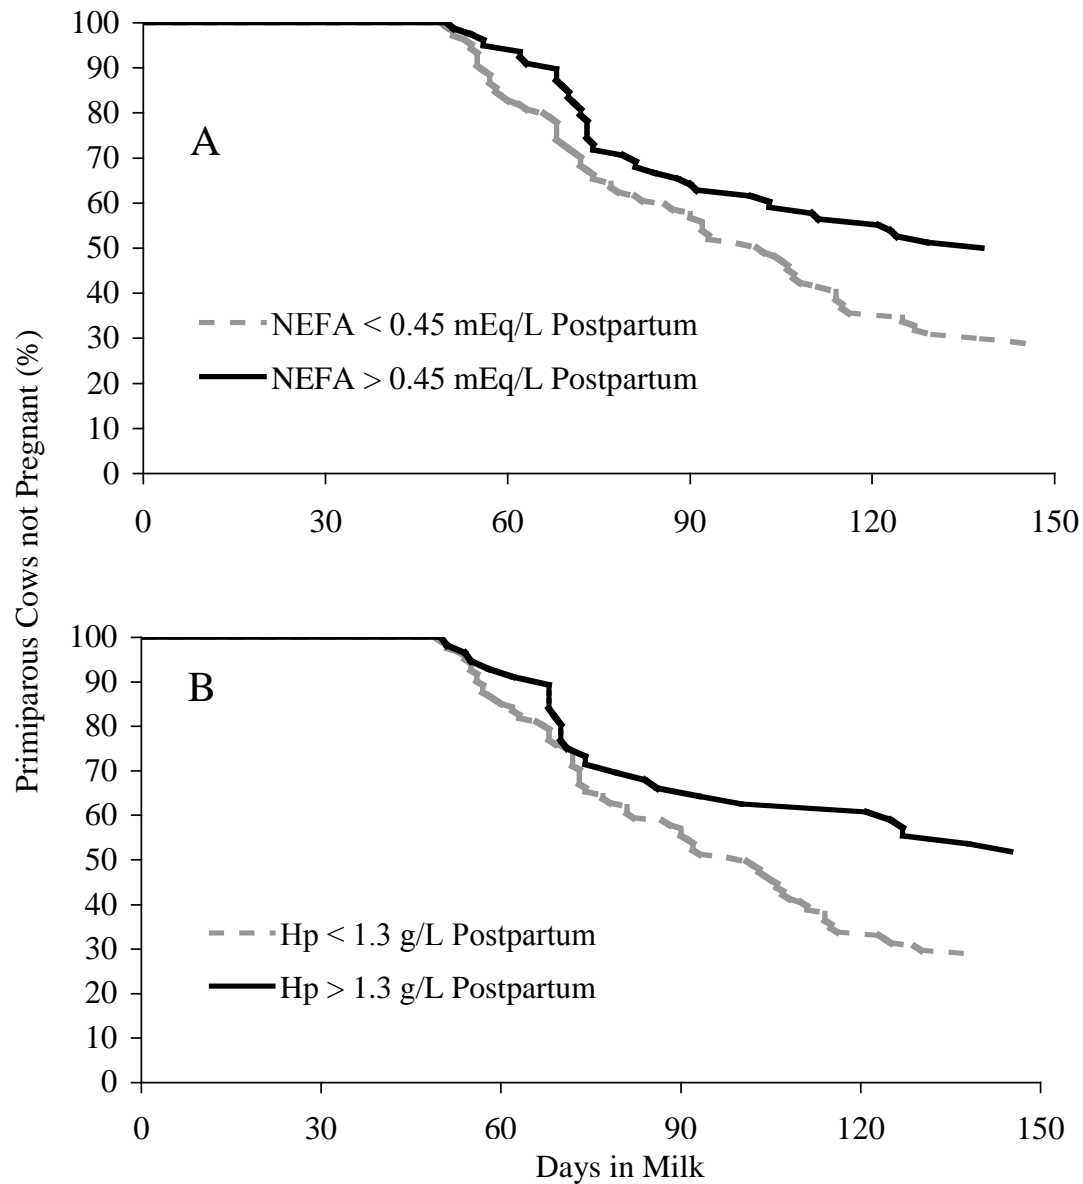 Primiparous Cows not Pregnant (%)
100
90
80
70
60
50
40
30
20
10
0
A
NEFA < 0.45 mEq/L Postpartum
NEFA > 0.45 mEq/L Postpartum
0 30 60 90 120 150
100
90
80
70
60
50
40
30
20
10
0
B
Hp < 1.3 g/L Postpartum
Hp > 1.3 g/L Postpartum
0 30 60 90 120 150
Days in Milk